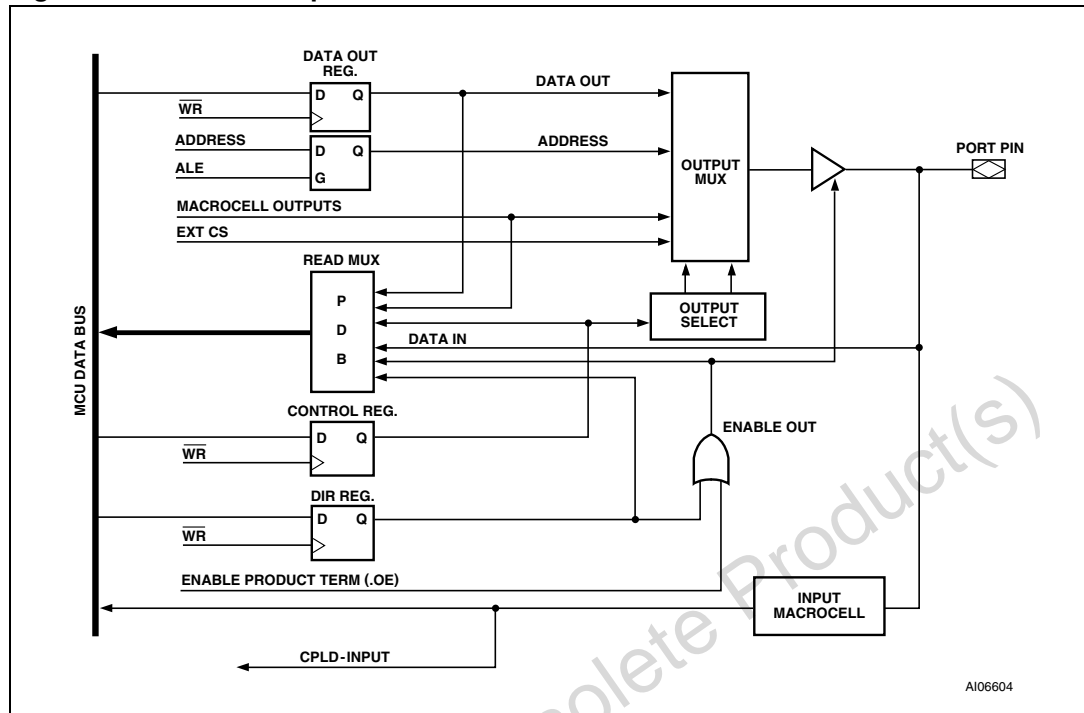 DATA OUT
REG.
D Q
WR
DATA OUT
ADDRESS
D Q
ALE
G
ADDRESS
OUTPUT
MUX
PORT PIN
MACROCELL OUTPUTS
EXT CS
READ MUX
P
D
B
OUTPUT
SELECT
DATA IN
MCU DATA BUS
CONTROL REG.
D Q
WR
ENABLE OUT
DIR REG.
D Q
WR
ENABLE PRODUCT TERM (.OE)
INPUT
MACROCELL
CPLD-INPUT
AI06604
olete Product(s)